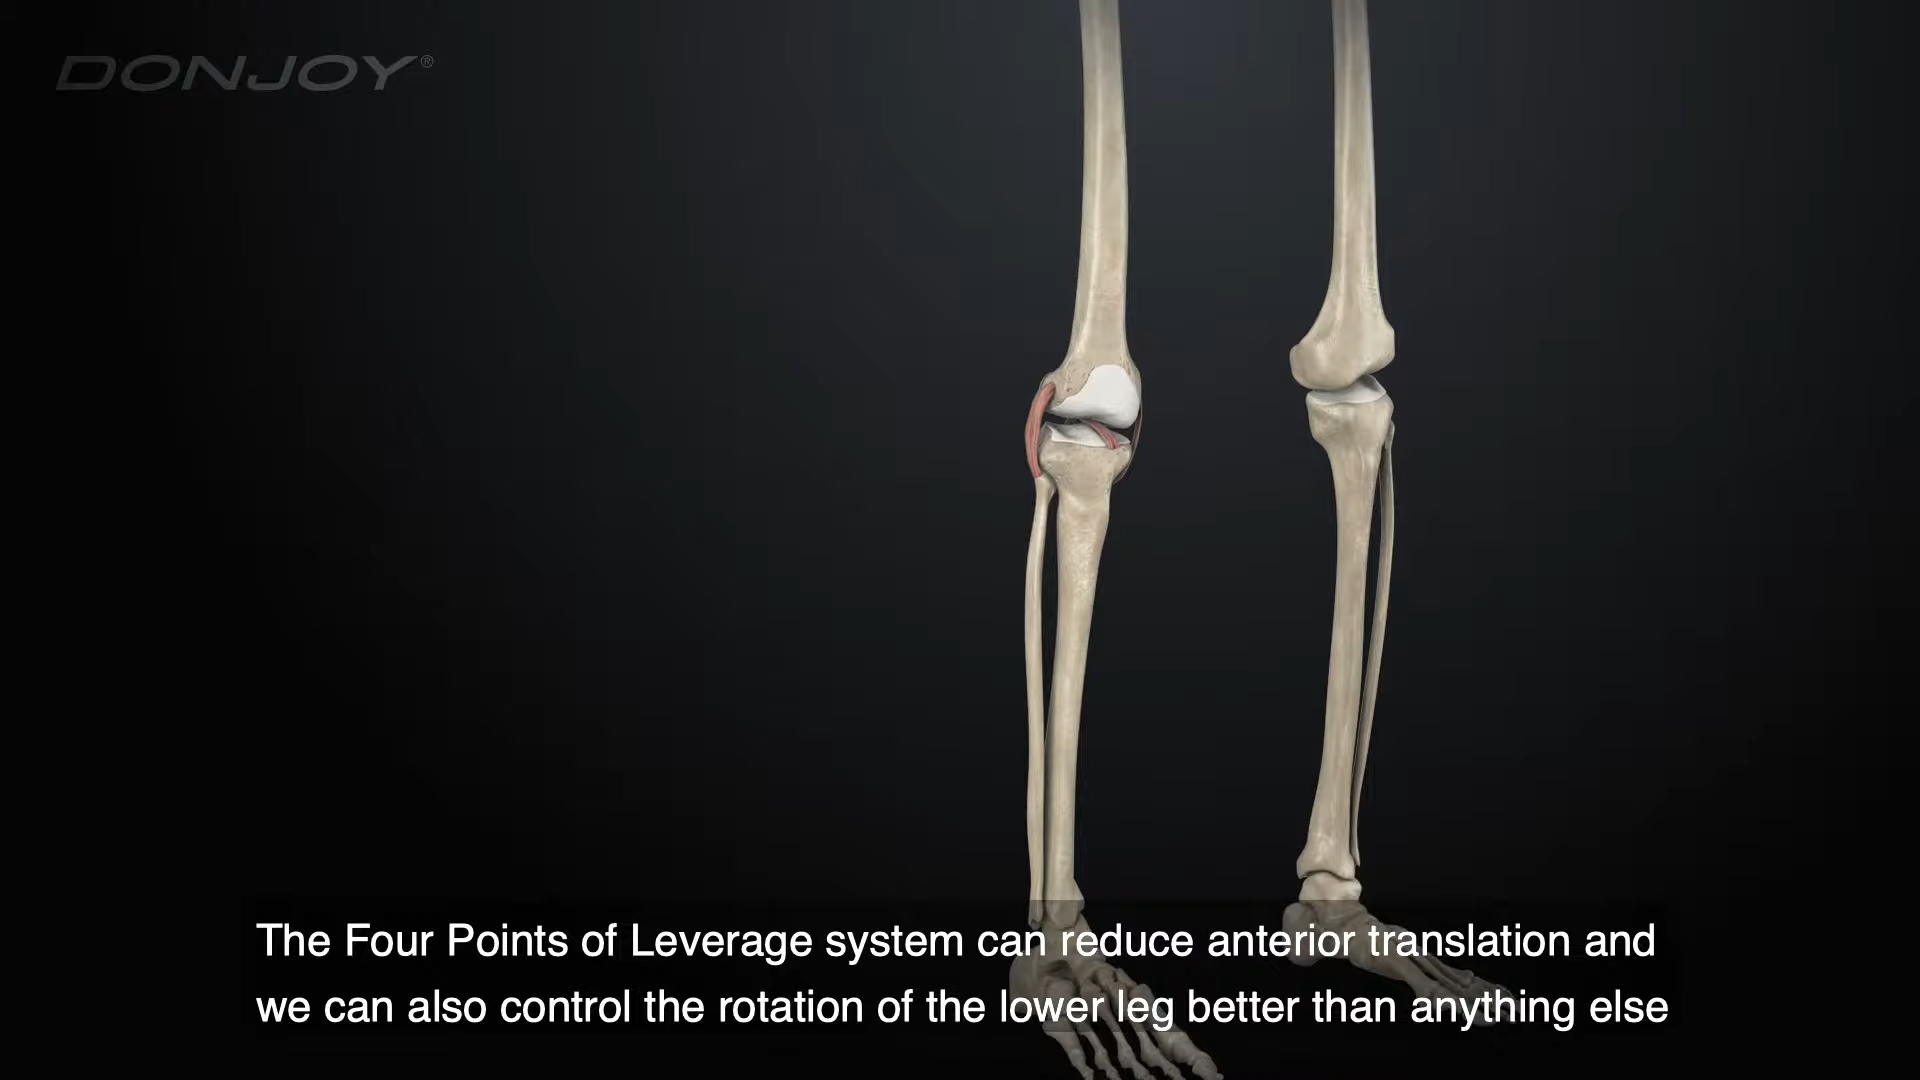 DONJOY®
The Four Points of Leverage system can reduce anterior translation and
we can also control the rotation of the lower leg better than anything else